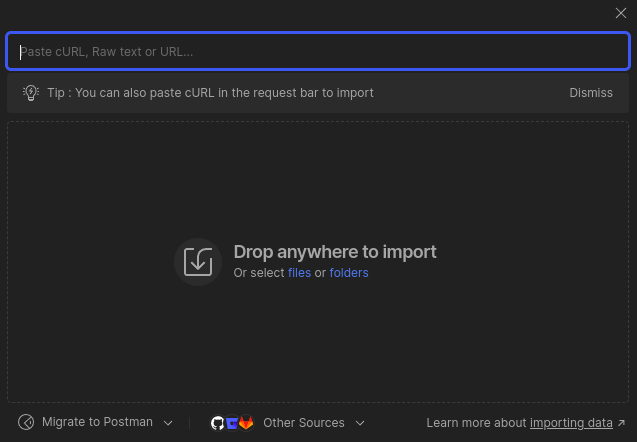 Paste cURL, Raw text or URL...
Tip : You can also paste cURL in the request bar to import
Dismiss
Drop anywhere to import
Or select files or folders
Migrate to Postman
Other Sources
Learn more about importing data